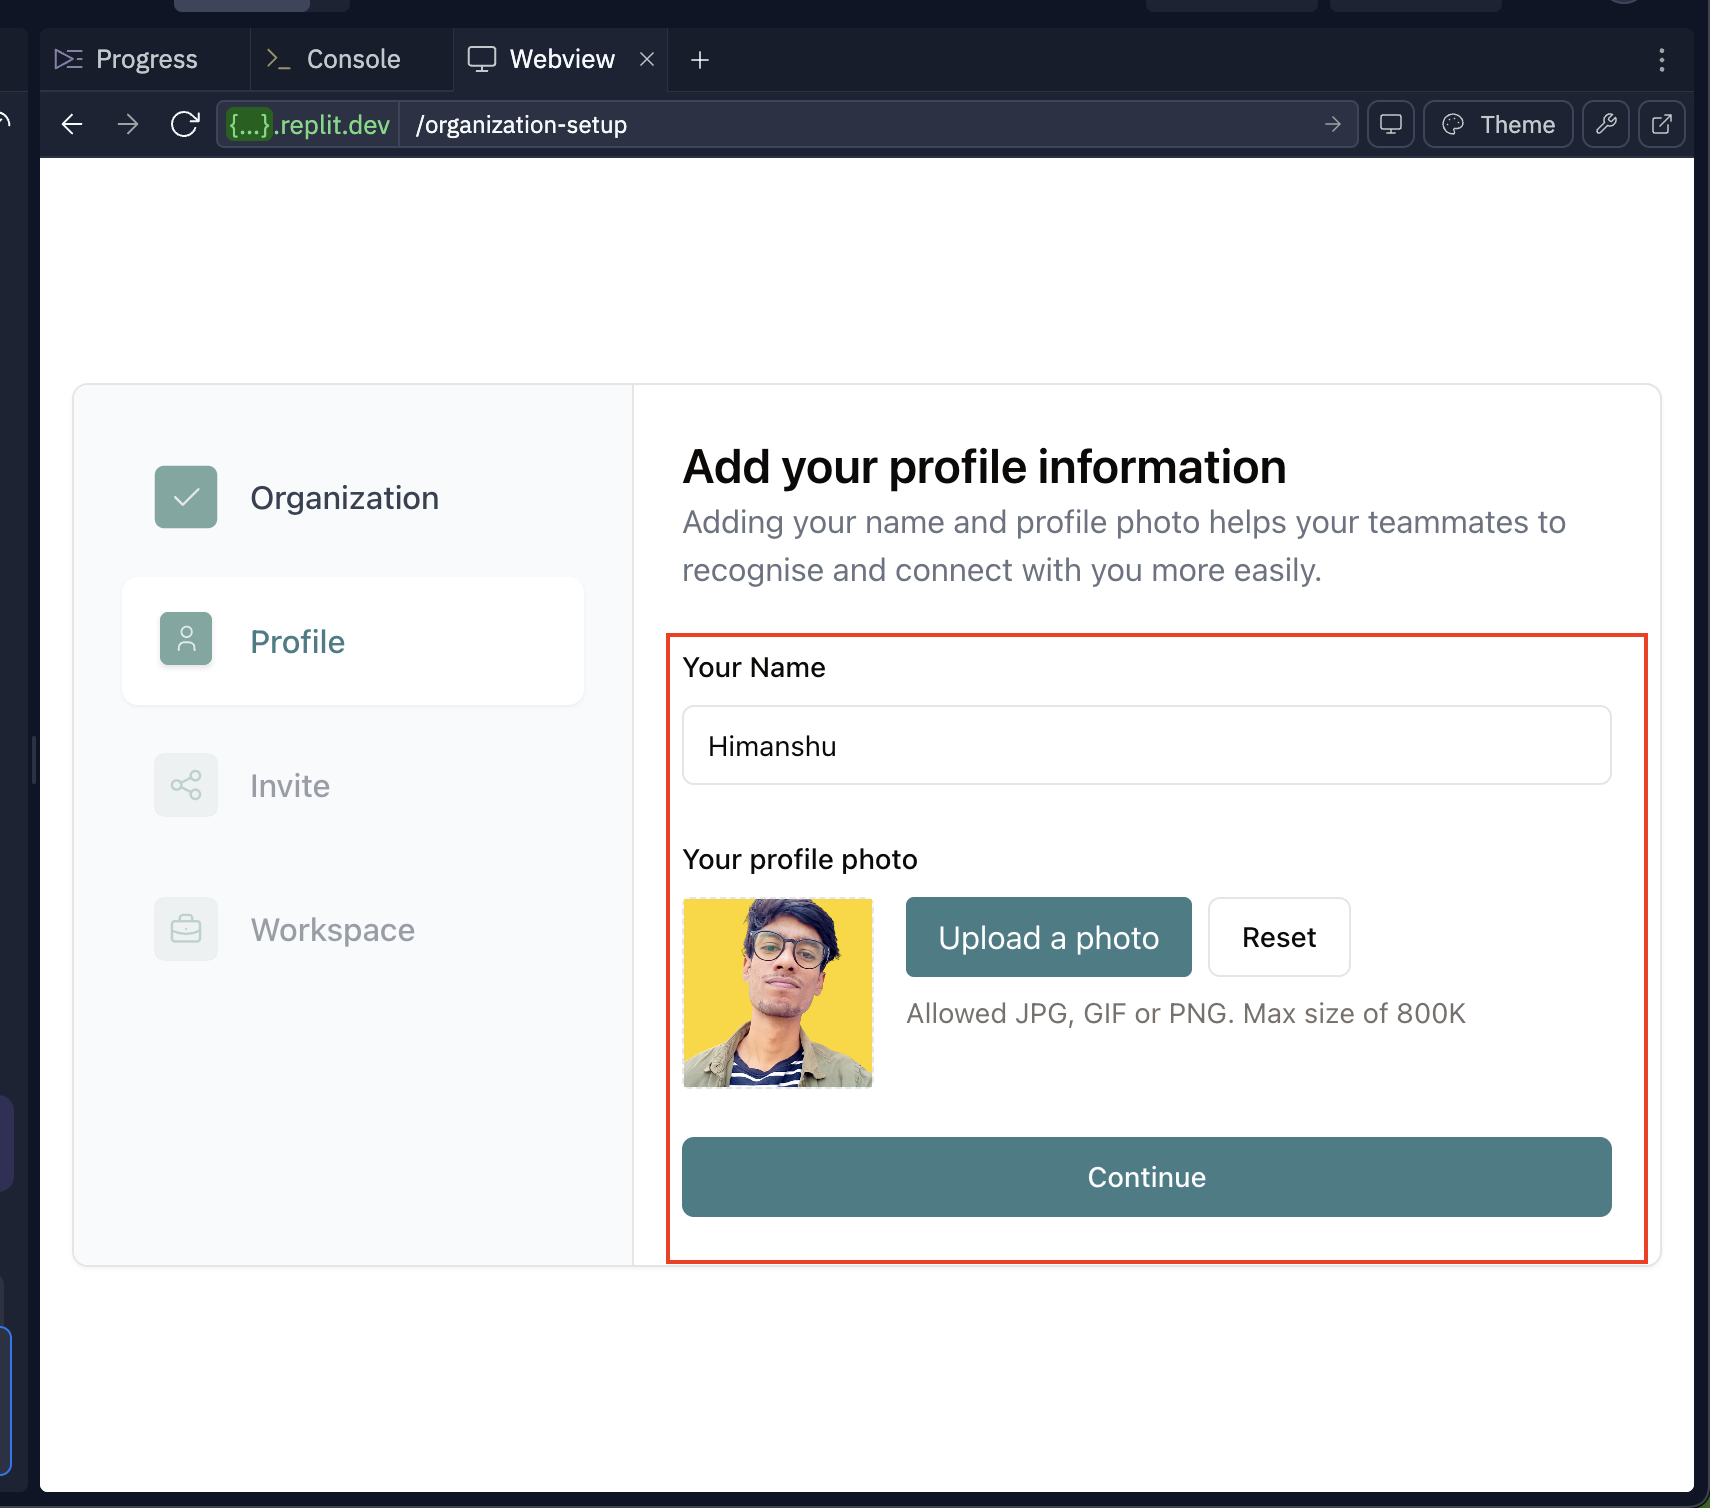 Progress
Console
Webview
{...}.replit.dev
/organization-setup
Theme
Organization
Profile
Invite
Workspace
Add your profile information
Adding your name and profile photo helps your teammates to
recognise and connect with you more easily.
Your Name
Himanshu
Your profile photo
Upload a photo
Reset
Allowed JPG, GIF or PNG. Max size of 800K
Continue